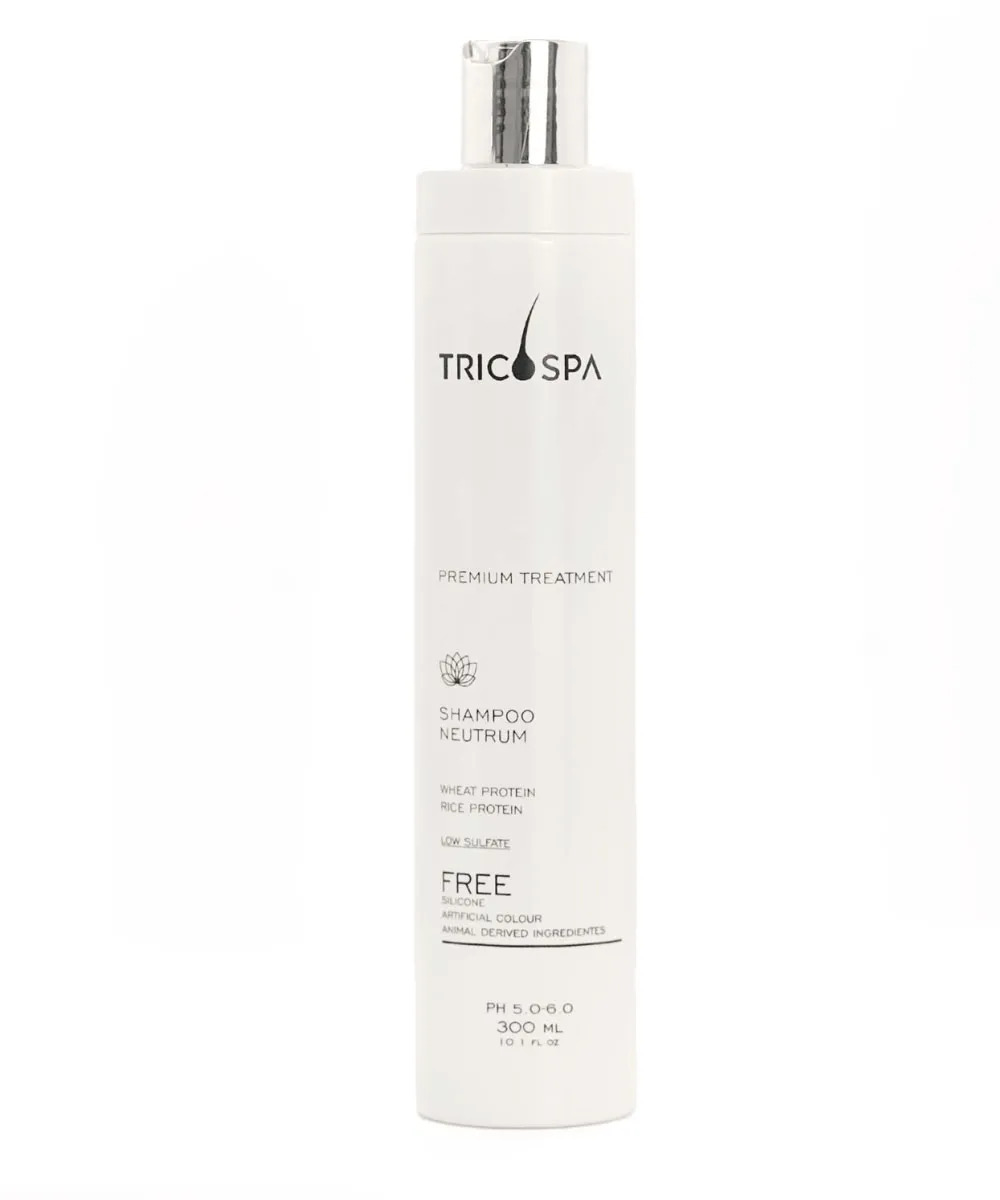 TRICOSPA
PREMIUM TREATMENT
SHAMPOO
NEUTRUM
WHEAT PROTEIN
RICE PROTEIN
LOW SULFATE
FREE
SILICONE
ARTIFICIAL COLOUR
ANIMAL DERIVED INGREDIENTES
PH 5.0-6.0
300 ML
10.1 FL OZ